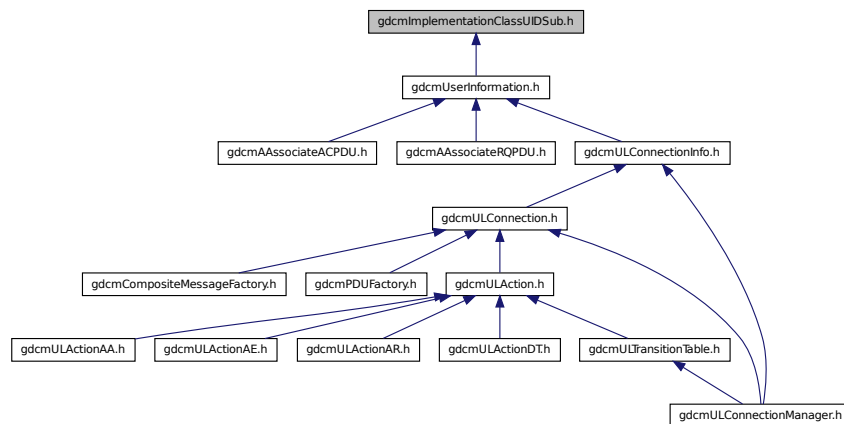 gdcmImplementationClassUIDSub.h
gdcmUserInformation.h
gdcmAAssociateACPDU.h
gdcmAAssociateRQPDU.h
gdcmULConnectionInfo.h
gdcmULConnection.h
gdcmCompositeMessageFactory.h
gdcmPDUFactory.h
gdcmULAction.h
gdcmULActionAA.h
gdcmULActionAE.h
gdcmULActionAR.h
gdcmULActionDT.h
gdcmULTransitionTable.h
gdcmULConnectionManager.h